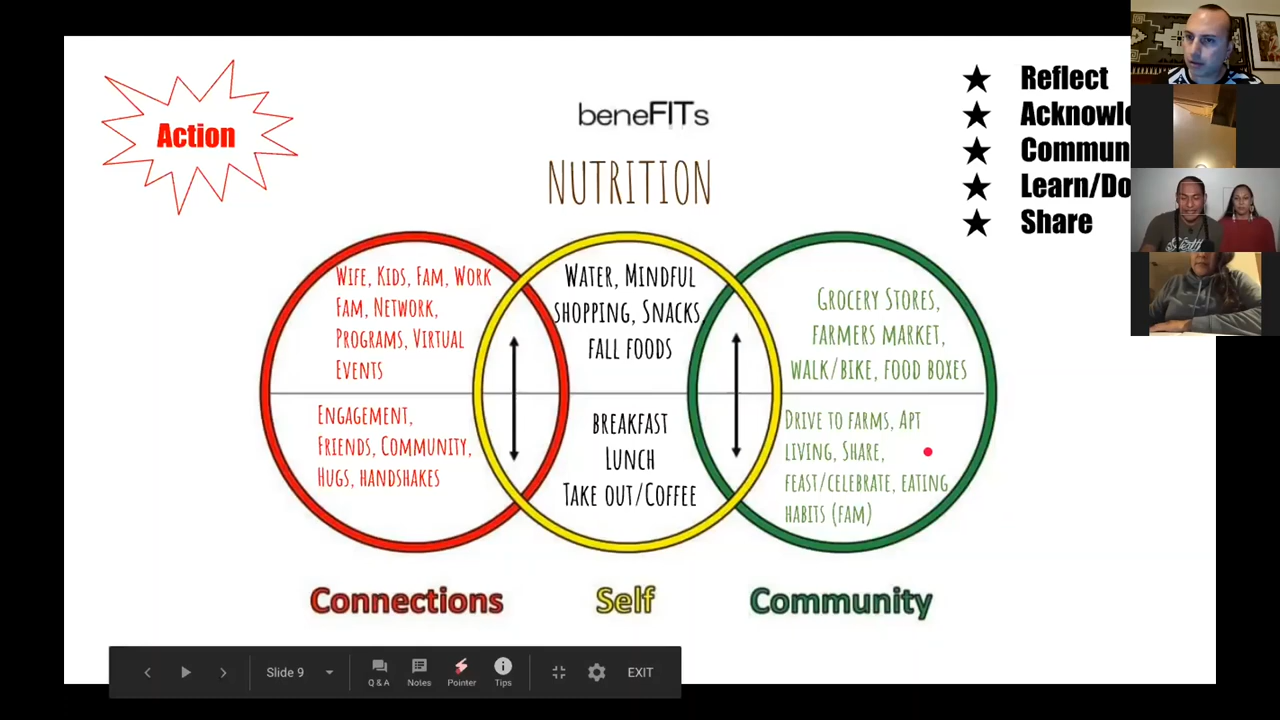 Action
beneFITs
NUTRITION
★ Reflect
★ Acknowle
★ Commun
★ Learn/Do
★ Share
Wife, Kids, Fam, Work
Fam, Network,
Programs, Virtual
Events
Engagement,
Friends, Community,
Hugs, handshakes
Water, Mindful
shopping, Snacks,
fall foods
breakfast
Lunch
Take out/Coffee
Grocery Stores,
farmers market,
walk/bike, food boxes
Drive to farms, Apt
living, Share,
feast/celebrate, eating
habits (fam)
Connections
Self
Community
Slide 9
Q & A
Notes
Pointer
Tips
EXIT